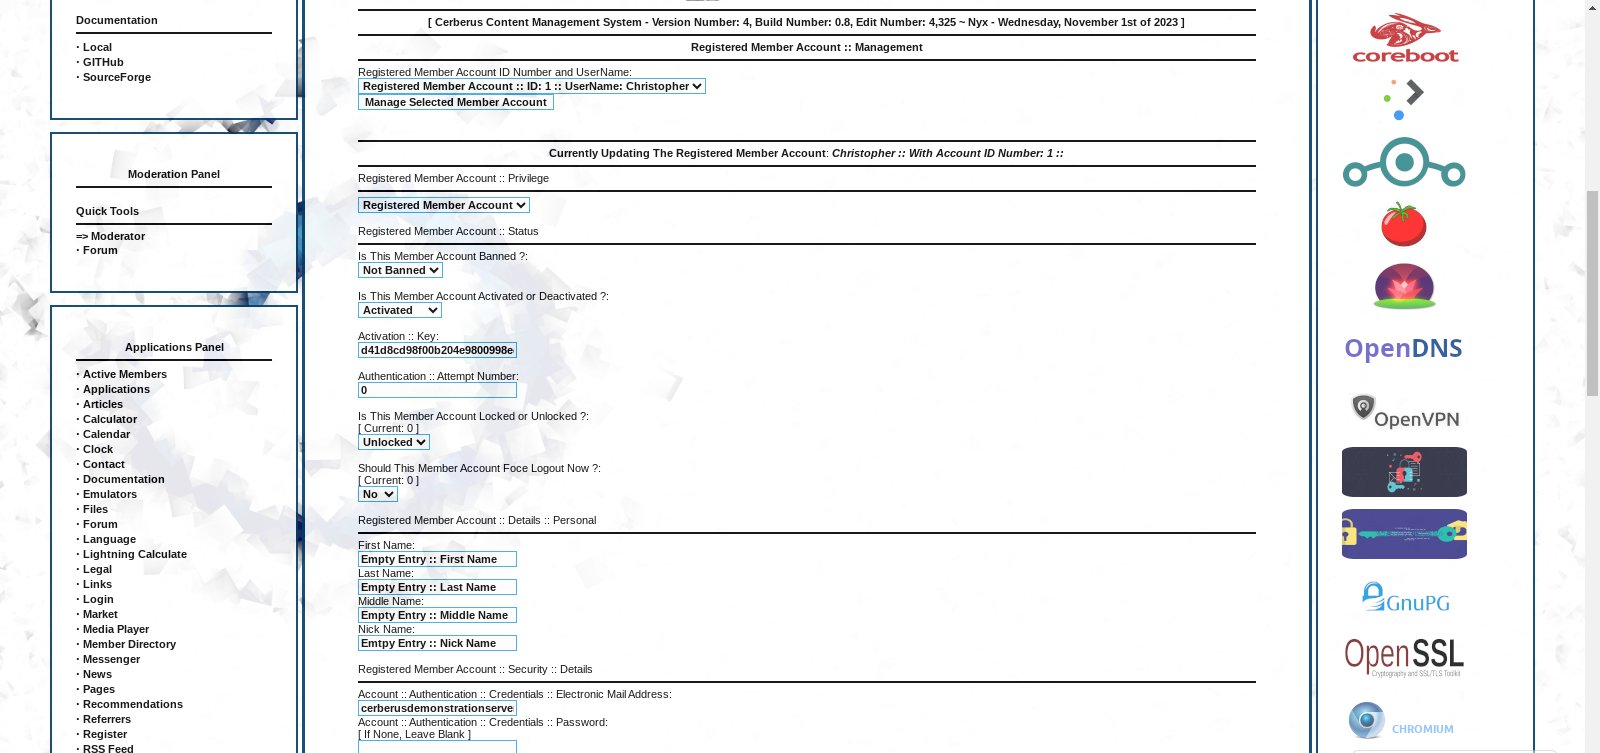 Documentation
· Local
· GITHub
· SourceForge
Moderation Panel
Quick Tools
=> Moderator
· Forum
Applications Panel
· Active Members
· Applications
· Articles
· Calculator
· Calendar
· Clock
· Contact
· Documentation
· Emulators
· Files
· Forum
· Language
· Lightning Calculate
· Legal
· Links
· Login
· Market
· Media Player
· Member Directory
· Messenger
· News
· Pages
· Recommendations
· Referrers
· Register
· RSS Feed
[ Cerberus Content Management System - Version Number: 4, Build Number: 0.8, Edit Number: 4,325 ~ Nyx - Wednesday, November 1st of 2023 ]
Registered Member Account :: Management
Registered Member Account ID Number and UserName:
Registered Member Account :: ID: 1 :: UserName: Christopher
Manage Selected Member Account
Currently Updating The Registered Member Account: Christopher :: With Account ID Number: 1 ::
Registered Member Account :: Privilege
Registered Member Account
Registered Member Account :: Status
Is This Member Account Banned ?:
Not Banned
Is This Member Account Activated or Deactivated ?:
Activated
Activation :: Key:
d41d8cd98f00b204e9800998e
Authentication :: Attempt Number:
0
Is This Member Account Locked or Unlocked ?:
[ Current: 0 ]
Unlocked
Should This Member Account Foce Logout Now ?:
[ Current: 0 ]
No
Registered Member Account :: Details :: Personal
First Name:
Empty Entry :: First Name
Last Name:
Empty Entry :: Last Name
Middle Name:
Empty Entry :: Middle Name
Nick Name:
Emtpy Entry :: Nick Name
Registered Member Account :: Security :: Details
Account :: Authentication :: Credentials :: Electronic Mail Address:
cerberusdemonstrationserve
Account :: Authentication :: Credentials :: Password:
[ If None, Leave Blank ]
coreboot
OpenDNS
OpenVPN
GnuPG
OpenSSL
Cryptography and SSL/TLS Toolkit
CHROMIUM